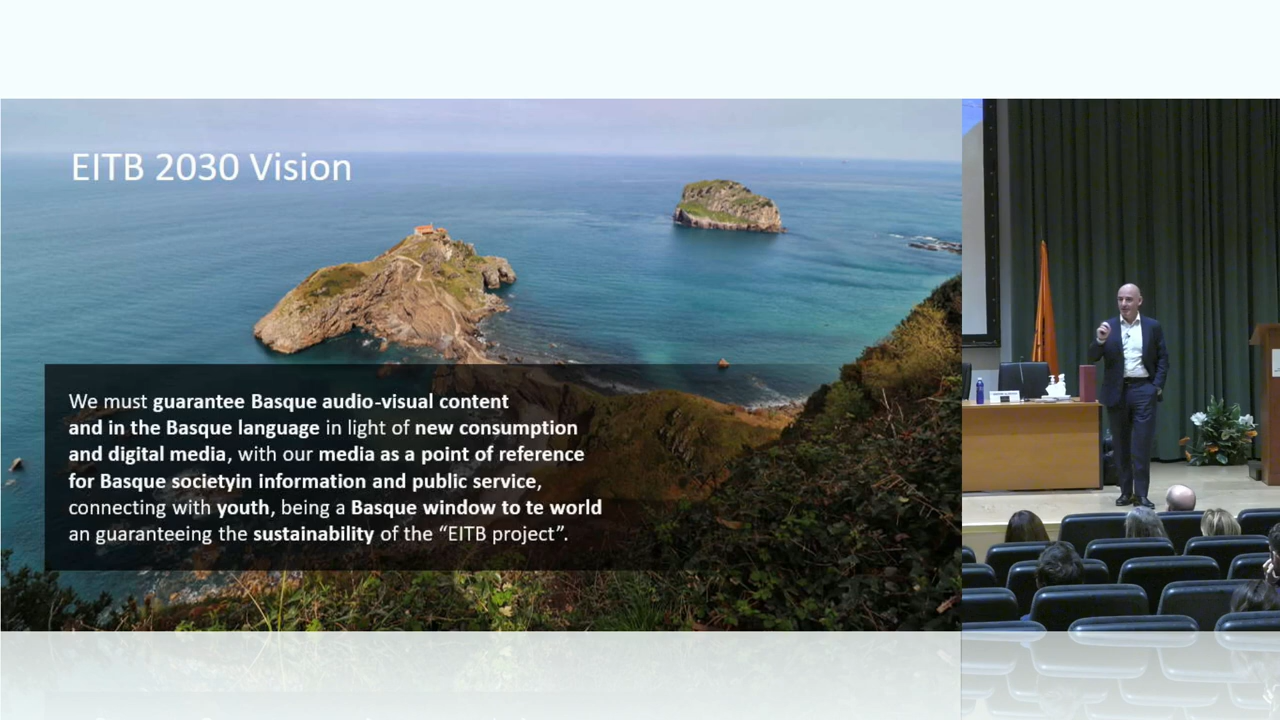 EITB 2030 Vision
We must guarantee Basque audio-visual content
and in the Basque language in light of new consumption
and digital media, with our media as a point of reference
for Basque societyin information and public service,
connecting with youth, being a Basque window to te world
an guaranteeing the sustainability of the “EITB project”.